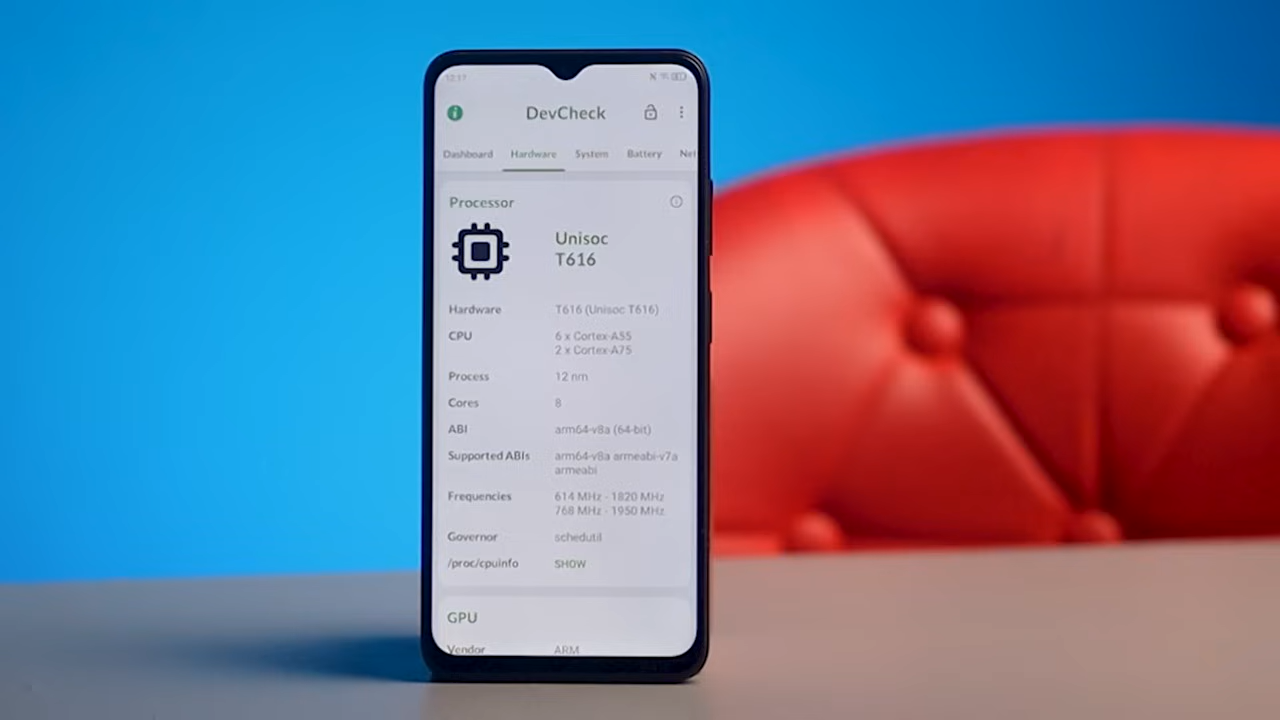 12:17
DevCheck
Dashboard Hardware System Battery Net
Processor
Unisoc
T616
Hardware T616 (Unisoc T616)
CPU 6 x Cortex-A55
2 x Cortex-A75
Process 12 nm
Cores 8
ABI arm64-v8a (64-bit)
Supported ABIs arm64-v8a armeabi-v7a
armeabi
Frequencies 614 MHz - 1820 MHz
768 MHz - 1950 MHz
Governor schedutil
/proc/cpuinfo SHOW
GPU
Vendor ARM